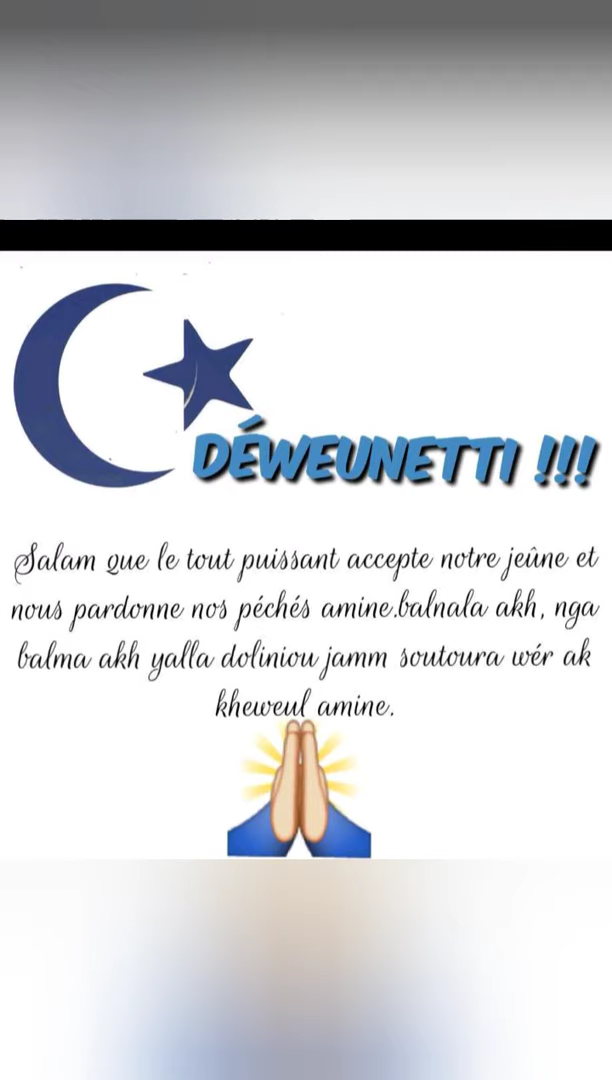 DÉWEUNETTI !!!
Salam que le tout puissant accepte notre jeûne et
nous pardonne nos péchés amine.balnala akh, nga
balma akh yalla doliniou jamm soutoura wér ak
kheweul amine.